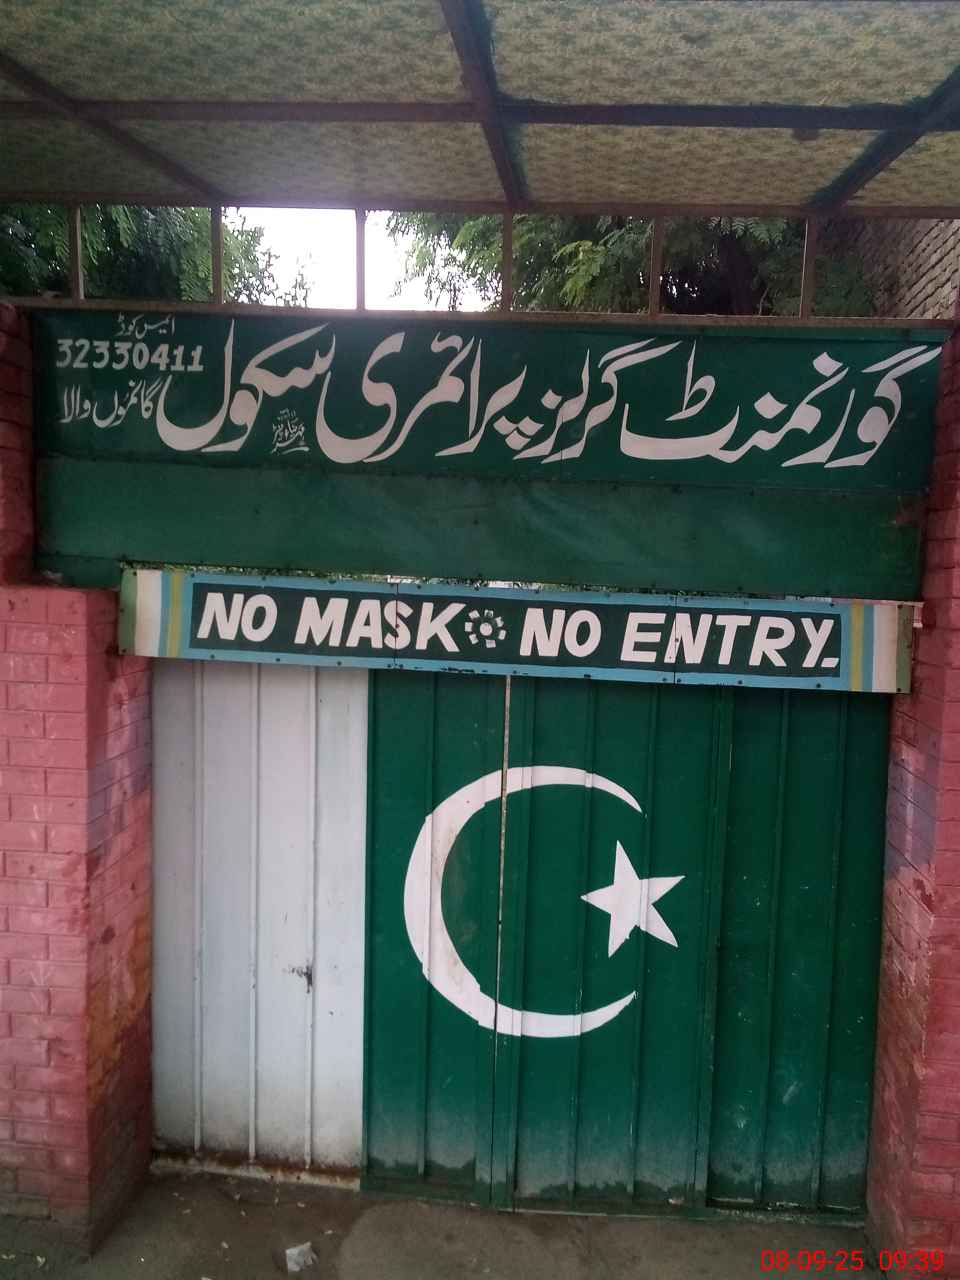 گورنمنٹ گرلز پرائمری سکول
ایس کوڈ
32330411
گانموں والا
NO MASK NO ENTRY.
08-09-25 09:39